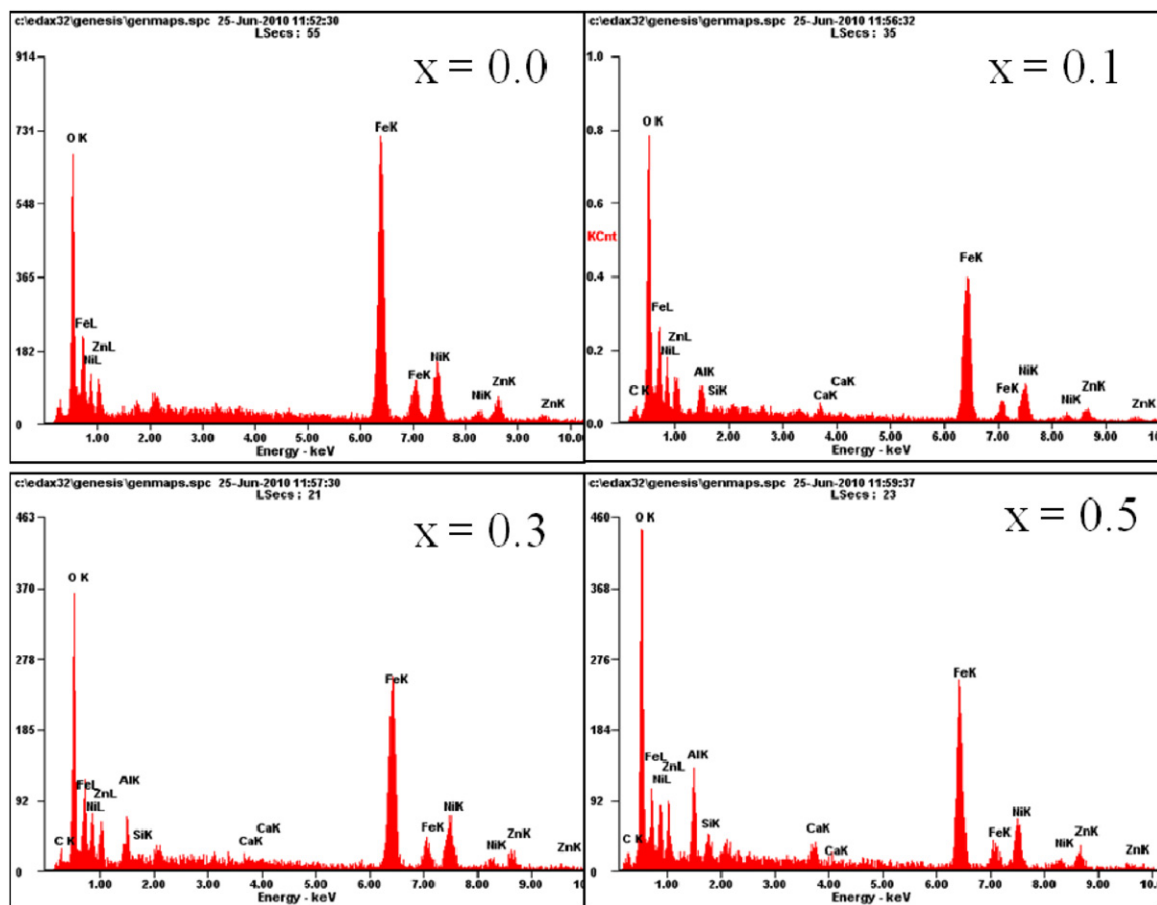 c:\edax32\genesis\genmaps.spc 25-Jun-2010 11:52:30
LSecs : 55
x = 0.0
914
731
548
365
182
0
O K
FeL
ZnL
NiL
FeK
FeK
NiK
NiK
ZnK
ZnK
1.00 2.00 3.00 4.00 5.00 6.00 7.00 8.00 9.00 10.00
Energy - keV
c:\edax32\genesis\genmaps.spc 25-Jun-2010 11:56:32
LSecs : 35
x = 0.1
1.0
0.8
0.6
KCnt
0.4
0.2
0.0
O K
FeL
ZnL
NiL
C K
AlK
SiK
CaK
CaK
FeK
FeK
NiK
NiK
ZnK
ZnK
1.00 2.00 3.00 4.00 5.00 6.00 7.00 8.00 9.00 10
Energy - keV
c:\edax32\genesis\genmaps.spc 25-Jun-2010 11:57:30
LSecs : 21
x = 0.3
463
370
278
185
92
0
O K
FeL
ZnL
NiL
C K
AlK
SiK
CaK
CaK
FeK
FeK
NiK
NiK
ZnK
ZnK
1.00 2.00 3.00 4.00 5.00 6.00 7.00 8.00 9.00 10
Energy - keV
c:\edax32\genesis\genmaps.spc 25-Jun-2010 11:59:37
LSecs : 23
x = 0.5
460
368
276
184
92
0
O K
FeL
ZnL
NiL
C K
AlK
SiK
CaK
CaK
FeK
FeK
NiK
NiK
ZnK
ZnK
1.00 2.00 3.00 4.00 5.00 6.00 7.00 8.00 9.00 10
Energy - keV